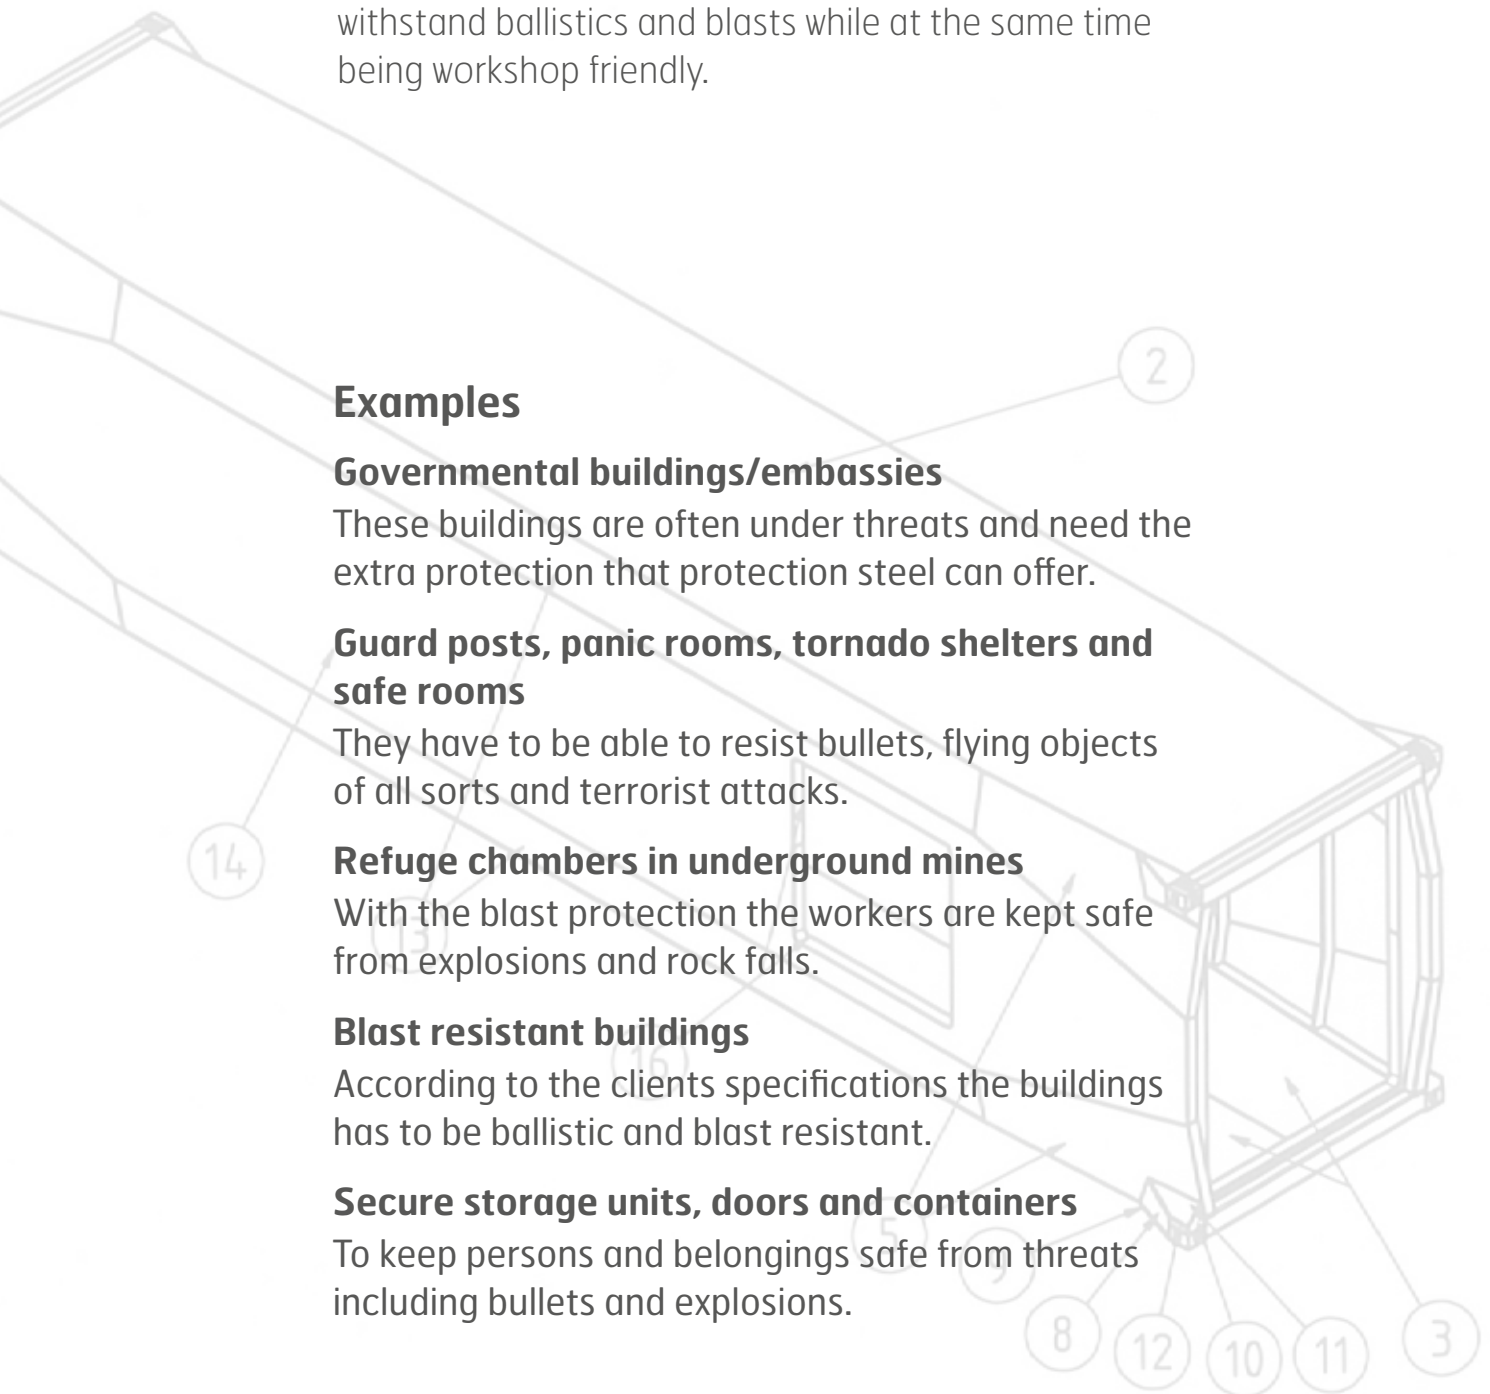 withstand ballistics and blasts while at the same time
being workshop friendly.
2
Examples
Governmental buildings/embassies
These buildings are often under threats and need the
extra protection that protection steel can offer.
Guard posts, panic rooms, tornado shelters and
safe rooms
They have to be able to resist bullets, flying objects
of all sorts and terrorist attacks.
14
Refuge chambers in underground mines
With the blast protection the workers are kept safe
from explosions and rock falls.
13
Blast resistant buildings
16
According to the clients specifications the buildings
has to be ballistic and blast resistant.
Secure storage units, doors and containers
5
To keep persons and belongings safe from threats
including bullets and explosions.
9
8
12
10
11
3